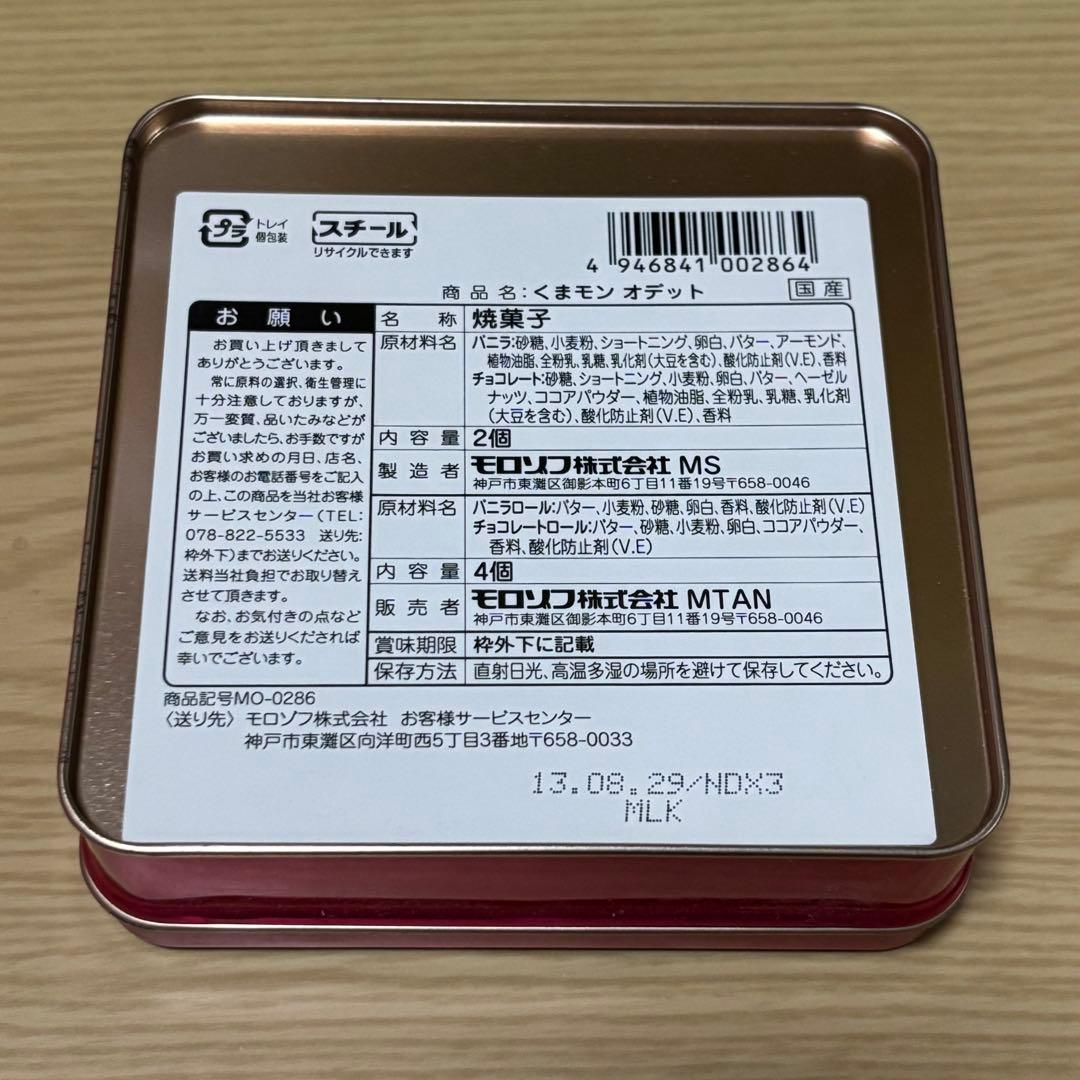 プラ トレイ
個包装
スチール
リサイクルできます
4 946841 002864
商品名:くまモン オデット 国産
お願い
お買い上げ頂きまして
ありがとうございます。
常に原料の選択、衛生管理に
十分注意しておりますが、
万一変質、品いたみなどが
ございましたら、お手数ですが
お買い求めの月日、店名、
お客様のお電話番号をご記入
の上、この商品を当社お客様
サービスセンター(TEL:
078-822-5533 送り先:
枠外下)までお送りください。
送料当社負担でお取り替え
させて頂きます。
なお、お気付きの点など
ご意見をお送りくだされば
幸いでございます。
名称 焼菓子
原材料名 バニラ:砂糖、小麦粉、ショートニング、卵白、バター、アーモンド、
植物油脂、全粉乳、乳糖、乳化剤(大豆を含む)、酸化防止剤(V.E)、香料
チョコレート:砂糖、ショートニング、小麦粉、卵白、バター、ヘーゼル
ナッツ、ココアパウダー、植物油脂、全粉乳、乳糖、乳化剤
(大豆を含む)、酸化防止剤(V.E)、香料
内容量 2個
製造者 モロゾフ株式会社 MS
神戸市東灘区御影本町6丁目11番19号〒658-0046
原材料名 バニラロール:バター、小麦粉、砂糖、卵白、香料、酸化防止剤(V.E)
チョコレートロール:バター、砂糖、小麦粉、卵白、ココアパウダー、
香料、酸化防止剤(V.E)
内容量 4個
販売者 モロゾフ株式会社 MTAN
神戸市東灘区御影本町6丁目11番19号〒658-0046
賞味期限 枠外下に記載
保存方法 直射日光、高温多湿の場所を避けて保存してください。
商品記号MO-0286
〈送り先〉モロゾフ株式会社 お客様サービスセンター
神戸市東灘区向洋町西5丁目3番地〒658-0033
13.08.29/NDX3
MLK